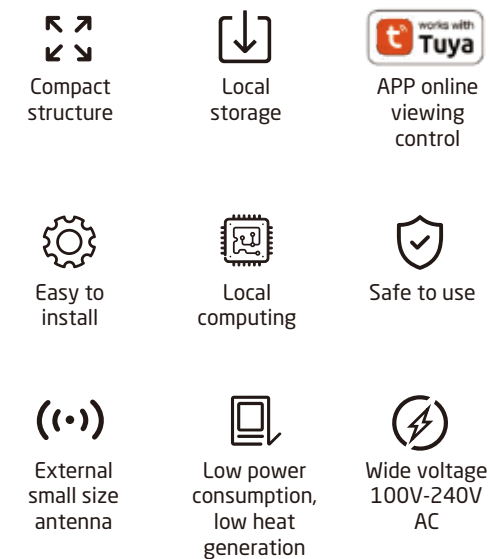 works with
Tuya
Compact
structure
Local
storage
APP online
viewing
control
Easy to
install
Local
computing
Safe to use
External
small size
antenna
Low power
consumption,
low heat
generation
Wide voltage
100V-240V
AC